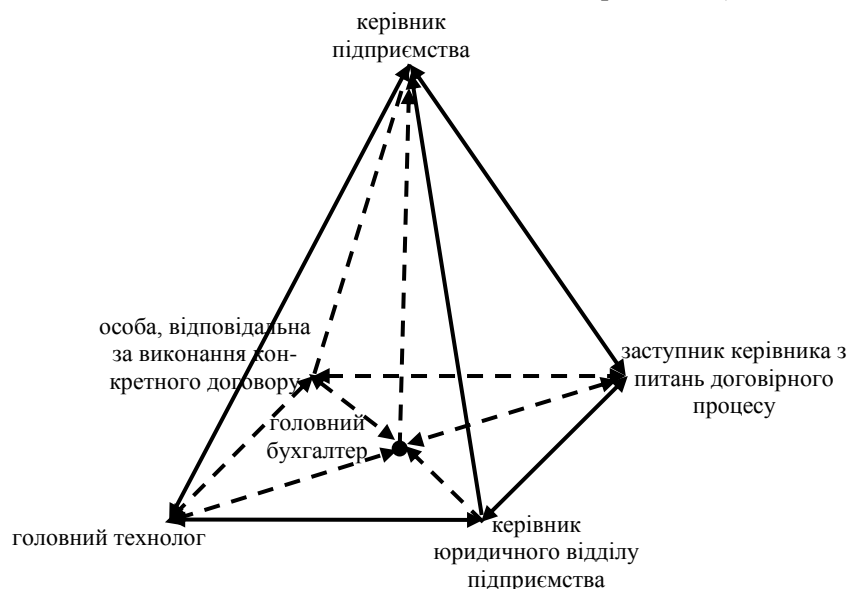 керівник
підприємства
особа, відповідальна
за виконання кон-
кретного договору
заступник керівника з
питань договірного
процесу
головний
бухгалтер
головний технолог
керівник
юридичного відділу
підприємства